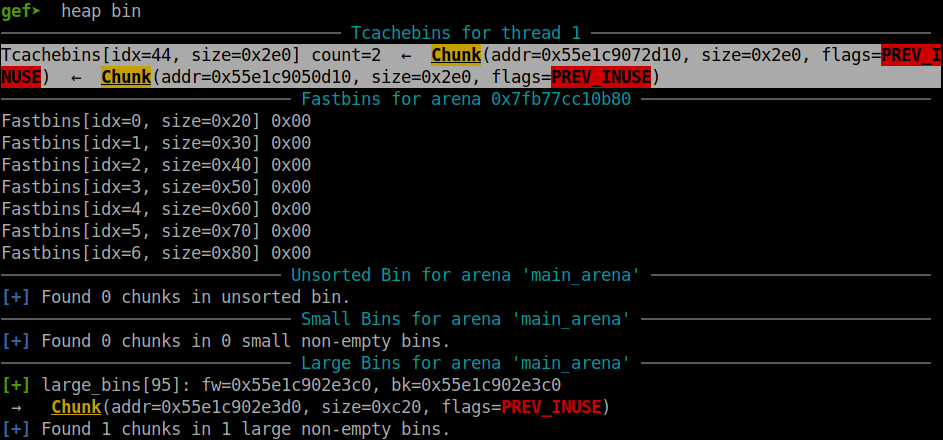 gef➤  heap bin
Tcachebins for thread 1
Tcachebins[idx=44, size=0x2e0] count=2  ←  Chunk(addr=0x55e1c9072d10, size=0x2e0, flags=PREV_I
NUSE)  ←  Chunk(addr=0x55e1c9050d10, size=0x2e0, flags=PREV_INUSE)
Fastbins for arena 0x7fb77cc10b80
Fastbins[idx=0, size=0x20] 0x00
Fastbins[idx=1, size=0x30] 0x00
Fastbins[idx=2, size=0x40] 0x00
Fastbins[idx=3, size=0x50] 0x00
Fastbins[idx=4, size=0x60] 0x00
Fastbins[idx=5, size=0x70] 0x00
Fastbins[idx=6, size=0x80] 0x00
Unsorted Bin for arena 'main_arena'
[+] Found 0 chunks in unsorted bin.
Small Bins for arena 'main_arena'
[+] Found 0 chunks in 0 small non-empty bins.
Large Bins for arena 'main_arena'
[+] large_bins[95]: fw=0x55e1c902e3c0, bk=0x55e1c902e3c0
→   Chunk(addr=0x55e1c902e3d0, size=0xc20, flags=PREV_INUSE)
[+] Found 1 chunks in 1 large non-empty bins.